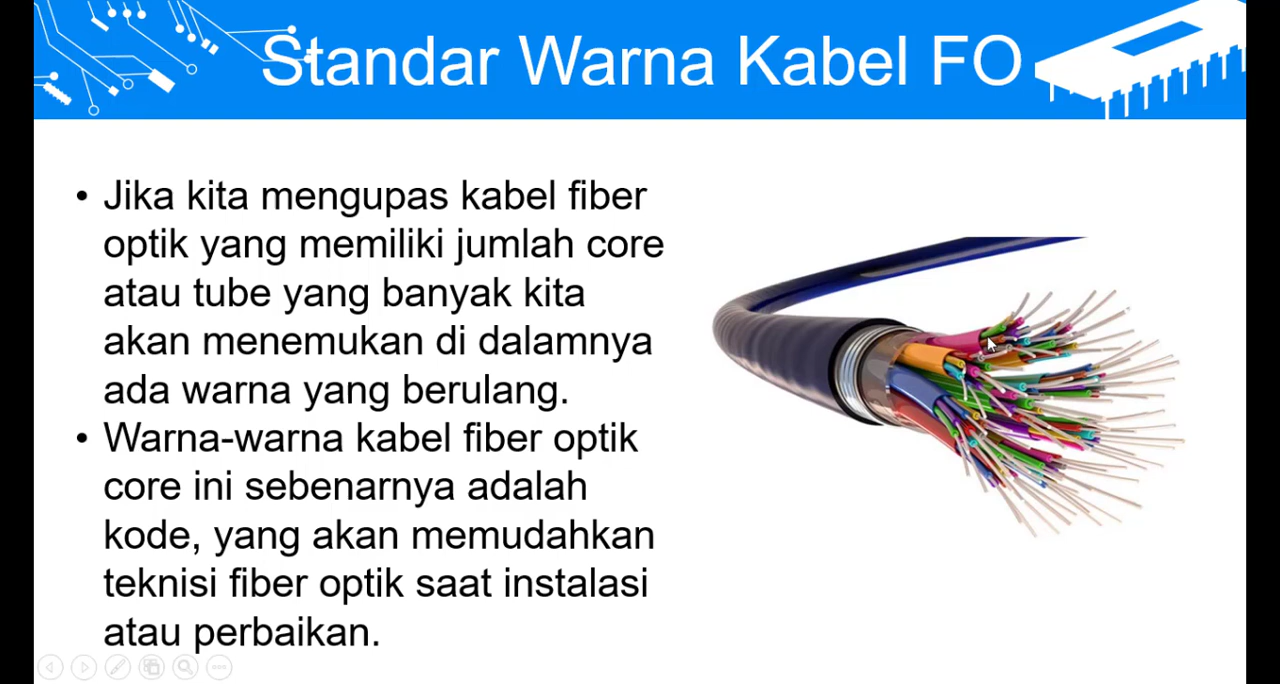 Standar Warna Kabel FO
• Jika kita mengupas kabel fiber
optik yang memiliki jumlah core
atau tube yang banyak kita
akan menemukan di dalamnya
ada warna yang berulang.
• Warna-warna kabel fiber optik
core ini sebenarnya adalah
kode, yang akan memudahkan
teknisi fiber optik saat instalasi
atau perbaikan.